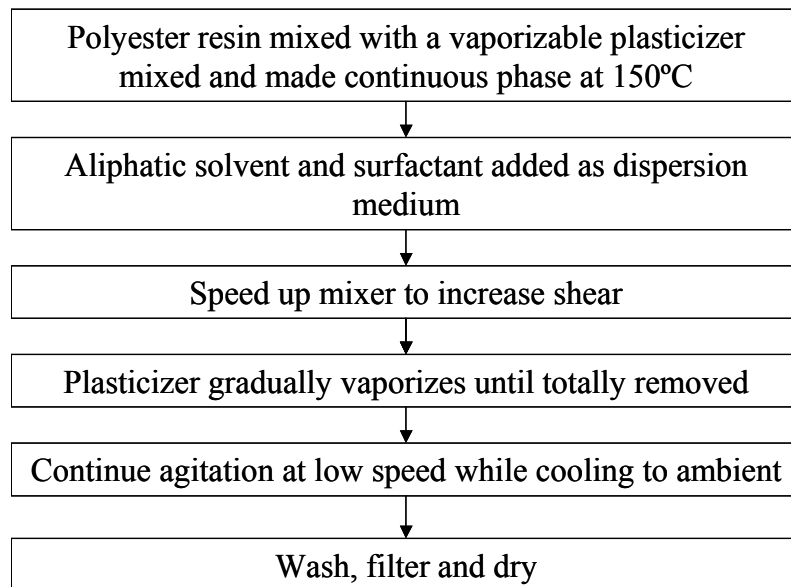 Polyester resin mixed with a vaporizable plasticizer
mixed and made continuous phase at 150ºC
Aliphatic solvent and surfactant added as dispersion
medium
Speed up mixer to increase shear
Plasticizer gradually vaporizes until totally removed
Continue agitation at low speed while cooling to ambient
Wash, filter and dry